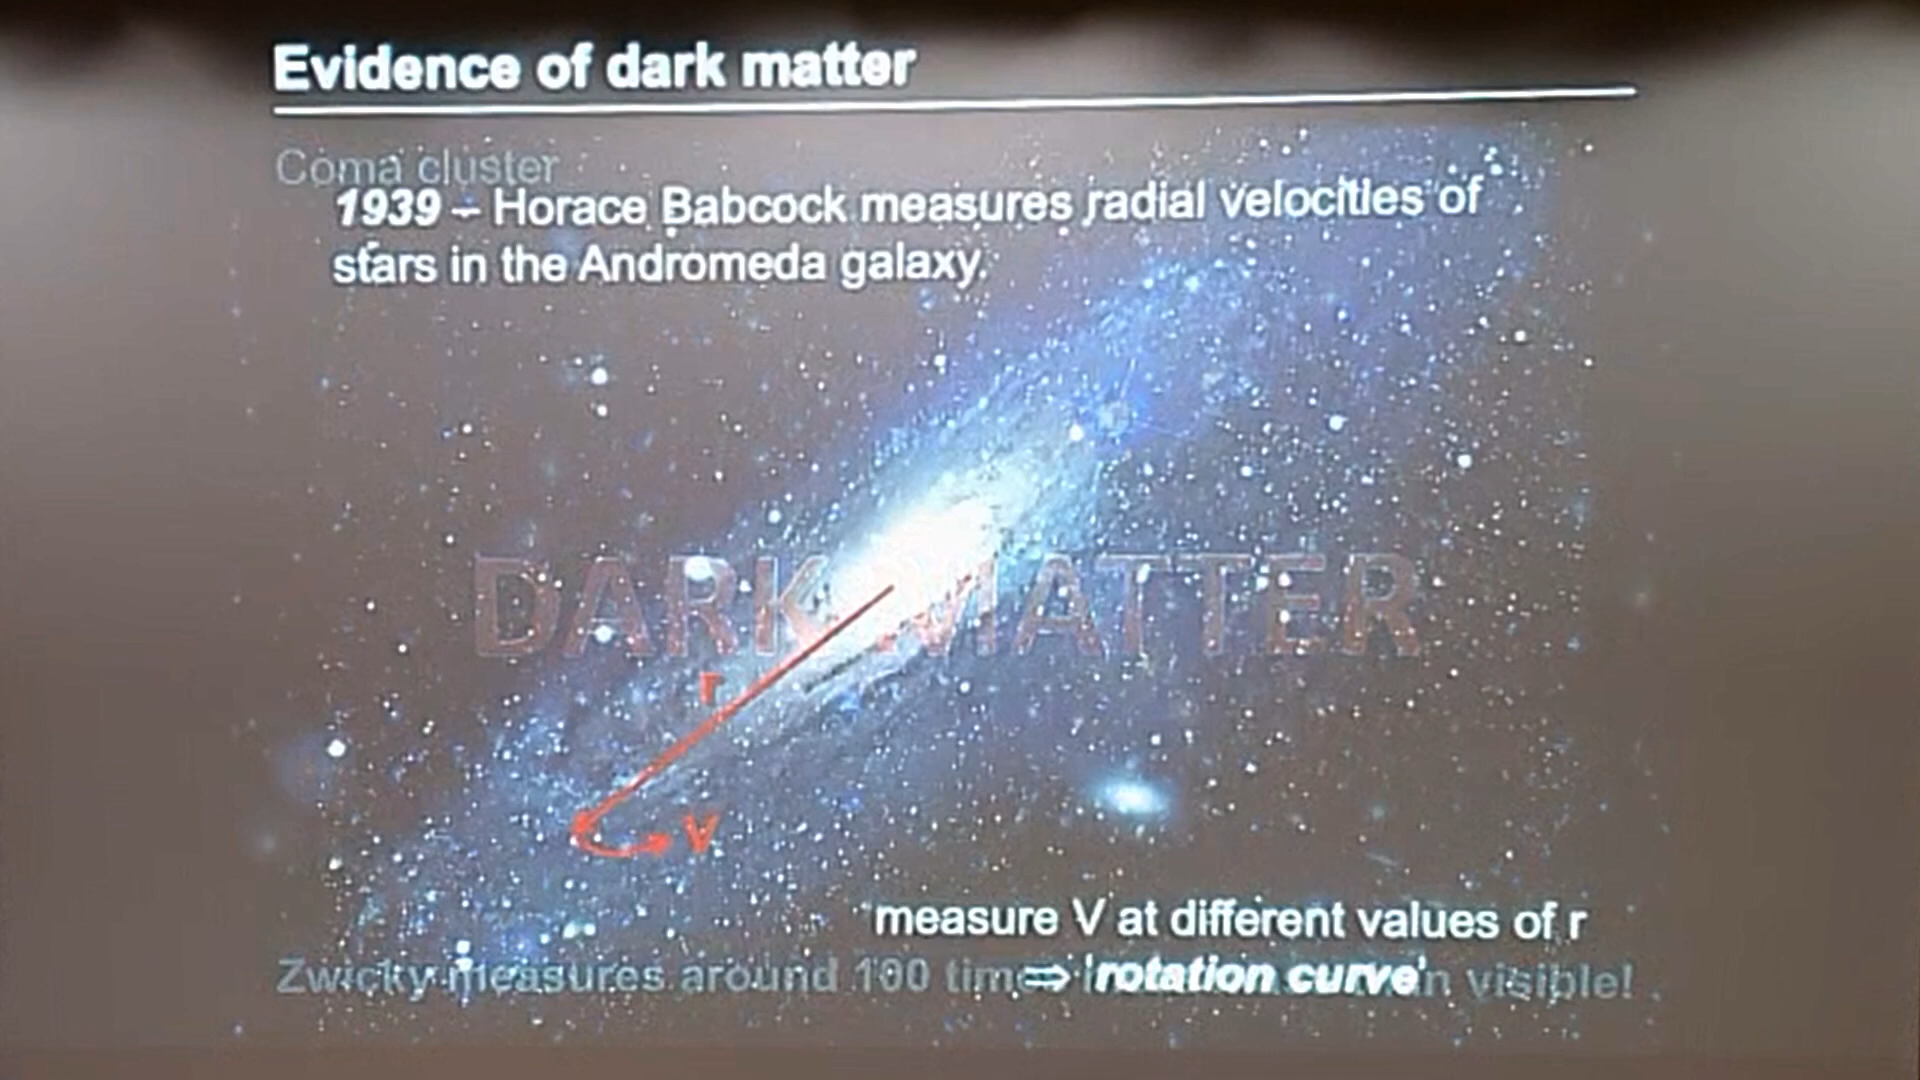 Evidence of dark matter
Coma cluster
1939 – Horace Babcock measures radial velocities of
stars in the Andromeda galaxy.
DARK MATTER
r
V
measure V at different values of r
Zwicky measures around 100 visible!
⇒ 'rotation curve'